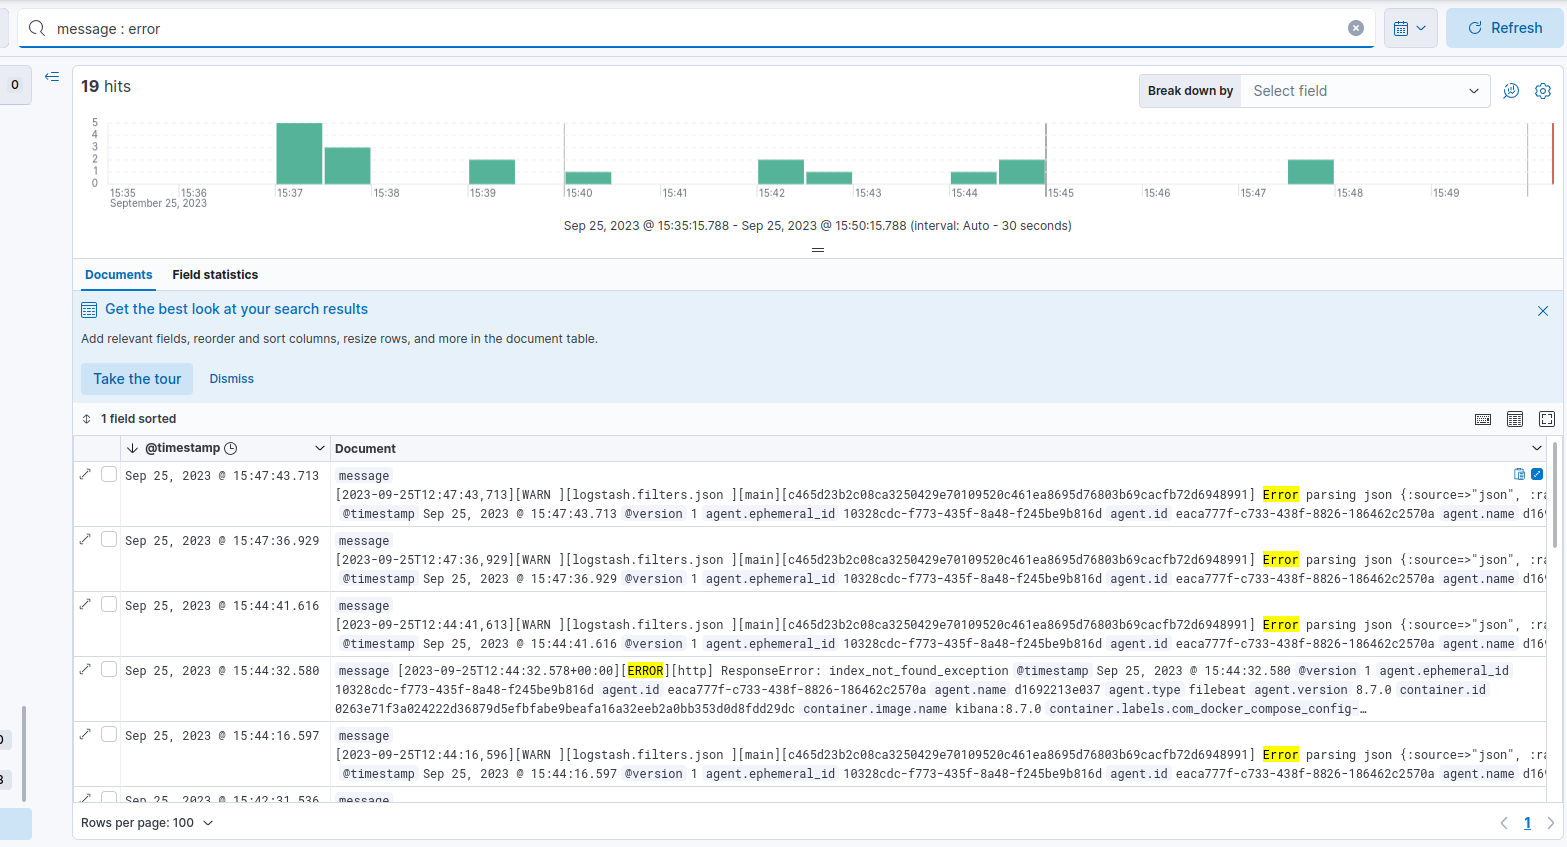 message : error
Refresh
0
19 hits
Break down by Select field
5
4
3
2
1
0
15:35 15:36 15:37 15:38 15:39 15:40 15:41 15:42 15:43 15:44 15:45 15:46 15:47 15:48 15:49
September 25, 2023
Sep 25, 2023 @ 15:35:15.788 - Sep 25, 2023 @ 15:50:15.788 (interval: Auto - 30 seconds)
Documents Field statistics
Get the best look at your search results
Add relevant fields, reorder and sort columns, resize rows, and more in the document table.
Take the tour Dismiss
1 field sorted
@timestamp Document
Sep 25, 2023 @ 15:47:43.713 message
[2023-09-25T12:47:43,713][WARN ][logstash.filters.json ][main][c465d23b2c08ca3250429e70109520c461ea8695d76803b69cacfb72d6948991] Error parsing json {:source=>"json", :ra
@timestamp Sep 25, 2023 @ 15:47:43.713 @version 1 agent.ephemeral_id 10328cdc-f773-435f-8a48-f245be9b816d agent.id eaca777f-c733-438f-8826-186462c2570a agent.name d169
Sep 25, 2023 @ 15:47:36.929 message
[2023-09-25T12:47:36,929][WARN ][logstash.filters.json ][main][c465d23b2c08ca3250429e70109520c461ea8695d76803b69cacfb72d6948991] Error parsing json {:source=>"json", :ra
@timestamp Sep 25, 2023 @ 15:47:36.929 @version 1 agent.ephemeral_id 10328cdc-f773-435f-8a48-f245be9b816d agent.id eaca777f-c733-438f-8826-186462c2570a agent.name d169
Sep 25, 2023 @ 15:44:41.616 message
[2023-09-25T12:44:41,613][WARN ][logstash.filters.json ][main][c465d23b2c08ca3250429e70109520c461ea8695d76803b69cacfb72d6948991] Error parsing json {:source=>"json", :ra
@timestamp Sep 25, 2023 @ 15:44:41.616 @version 1 agent.ephemeral_id 10328cdc-f773-435f-8a48-f245be9b816d agent.id eaca777f-c733-438f-8826-186462c2570a agent.name d169
Sep 25, 2023 @ 15:44:32.580 message [2023-09-25T12:44:32.578+00:00][ERROR][http] ResponseError: index_not_found_exception @timestamp Sep 25, 2023 @ 15:44:32.580 @version 1 agent.ephemeral_id
10328cdc-f773-435f-8a48-f245be9b816d agent.id eaca777f-c733-438f-8826-186462c2570a agent.name d1692213e037 agent.type filebeat agent.version 8.7.0 container.id
0263e71f3a024222d36879d5efbfabe9beafa16a32eeb2a0bb353d0d8fdd29dc container.image.name kibana:8.7.0 container.labels.com_docker_compose_config-…
Sep 25, 2023 @ 15:44:16.597 message
[2023-09-25T12:44:16,596][WARN ][logstash.filters.json ][main][c465d23b2c08ca3250429e70109520c461ea8695d76803b69cacfb72d6948991] Error parsing json {:source=>"json", :ra
@timestamp Sep 25, 2023 @ 15:44:16.597 @version 1 agent.ephemeral_id 10328cdc-f773-435f-8a48-f245be9b816d agent.id eaca777f-c733-438f-8826-186462c2570a agent.name d169
Sep 25, 2023 @ 15:42:31.536 message
Rows per page: 100
1